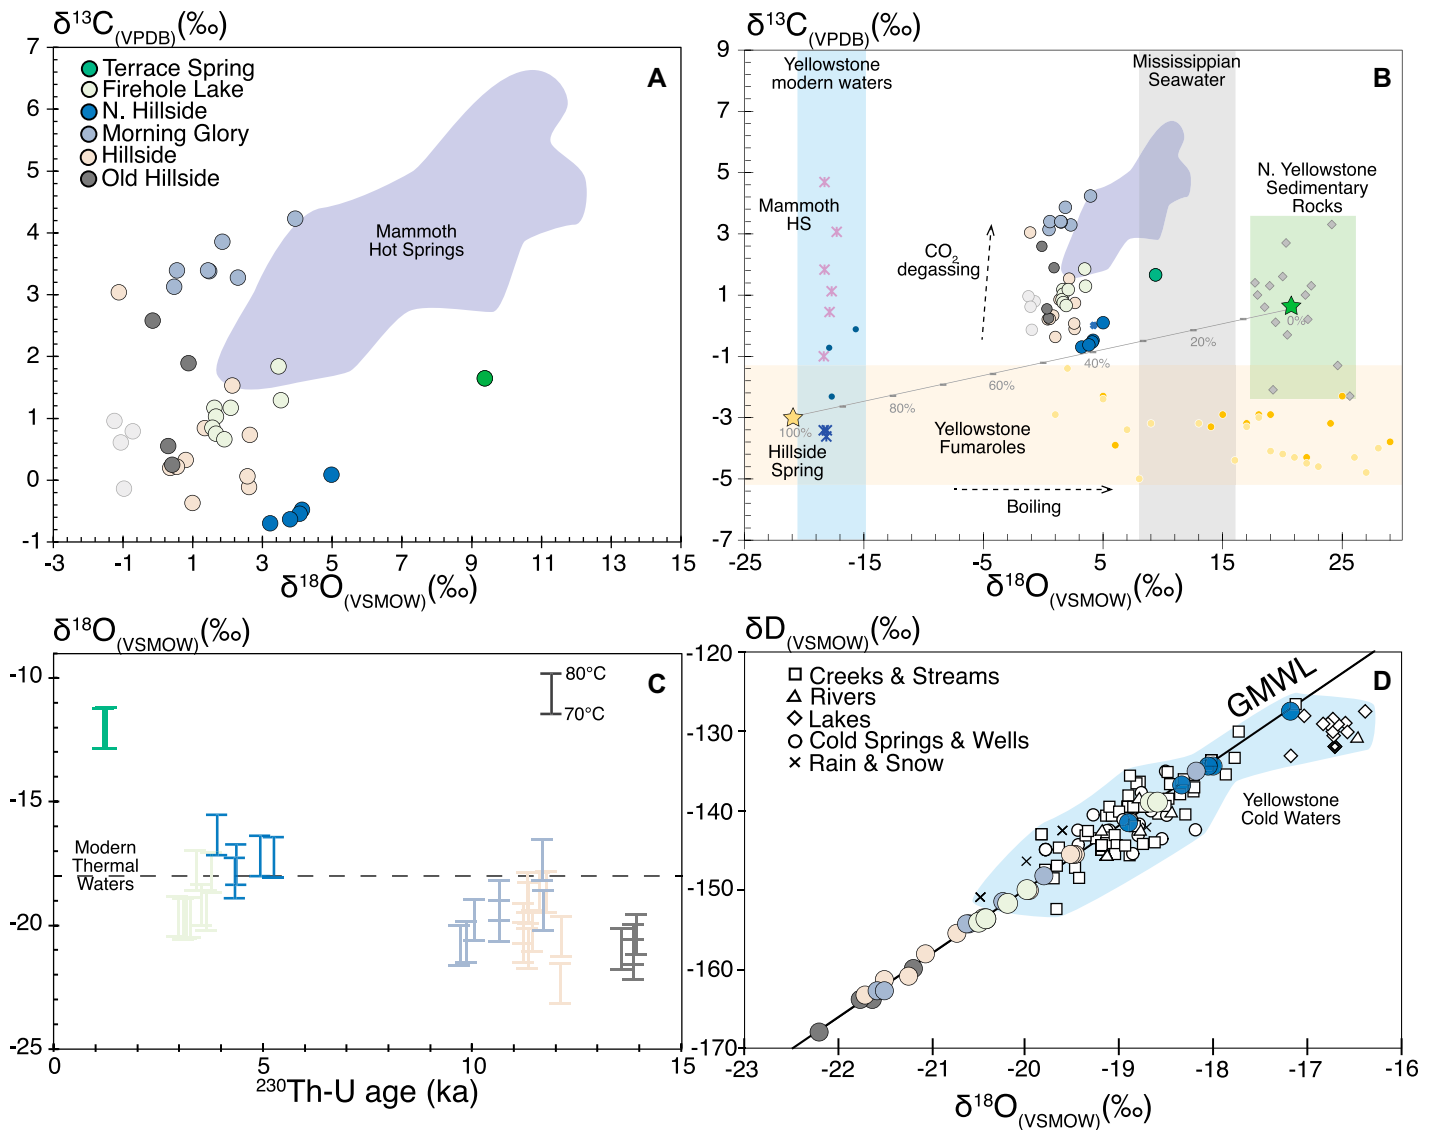 δ¹³C(VPDB)(‰)
A
7
6
5
4
3
2
1
0
-1
Terrace Spring
Firehole Lake
N. Hillside
Morning Glory
Hillside
Old Hillside
Mammoth
Hot Springs
-3 -1 1 3 5 7 9 11 13 15
δ¹⁸O(VSMOW)(‰)
δ¹³C(VPDB)(‰)
B
9
7
5
3
1
-1
-3
-5
-7
Yellowstone
modern waters
Mississippian
Seawater
N. Yellowstone
Sedimentary
Rocks
Mammoth
HS
CO₂
degassing
0%
20%
40%
60%
80%
100%
Hillside
Spring
Yellowstone
Fumaroles
Boiling
-25 -15 -5 5 15 25
δ¹⁸O(VSMOW)(‰)
δ¹⁸O(VSMOW)(‰)
C
-10
-15
-20
-25
80°C
70°C
Modern
Thermal
Waters
0 5 10 15
²³⁰Th-U age (ka)
δD(VSMOW)(‰)
D
-120
-130
-140
-150
-160
-170
Creeks & Streams
Rivers
Lakes
Cold Springs & Wells
Rain & Snow
GMWL
Yellowstone
Cold Waters
-23 -22 -21 -20 -19 -18 -17 -16
δ¹⁸O(VSMOW)(‰)